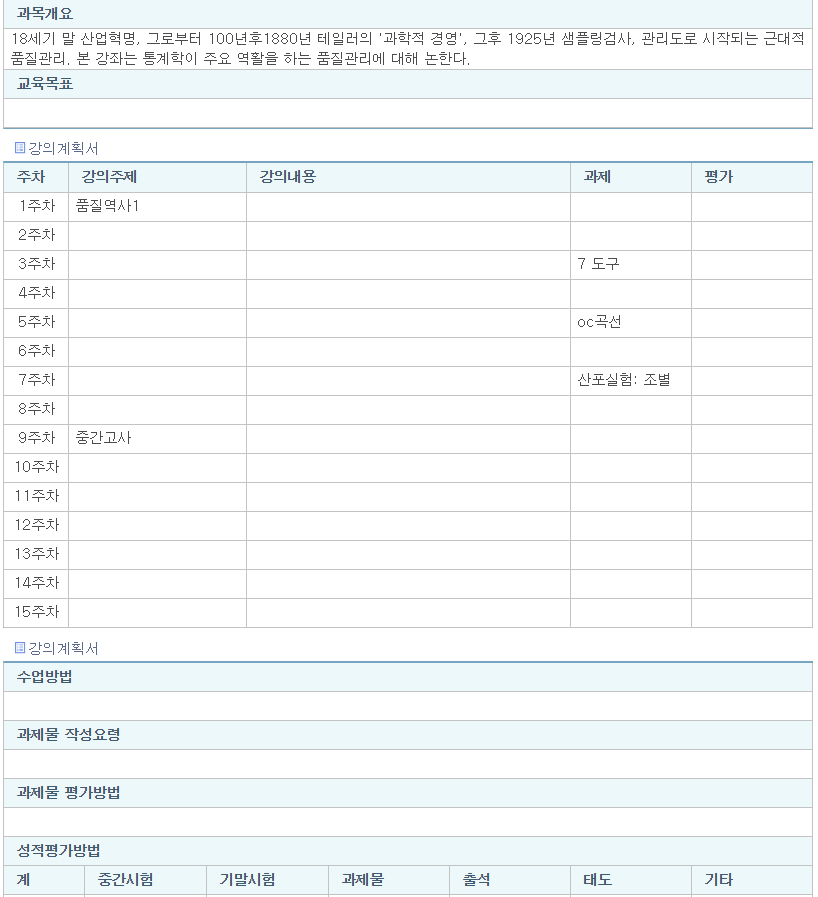 과목개요
18세기 말 산업혁명, 그로부터 100년후1880년 테일러의 '과학적 경영', 그후 1925년 샘플링검사, 관리도로 시작되는 근대적
품질관리. 본 강좌는 통계학이 주요 역활을 하는 품질관리에 대해 논한다.
교육목표
강의계획서
주차 강의주제 강의내용 과제 평가
1주차 품질역사1
2주차
3주차 7 도구
4주차
5주차 oc곡선
6주차
7주차 산포실험: 조별
8주차
9주차 중간고사
10주차
11주차
12주차
13주차
14주차
15주차
강의계획서
수업방법
과제물 작성요령
과제물 평가방법
성적평가방법
계 중간시험 기말시험 과제물 출석 태도 기타